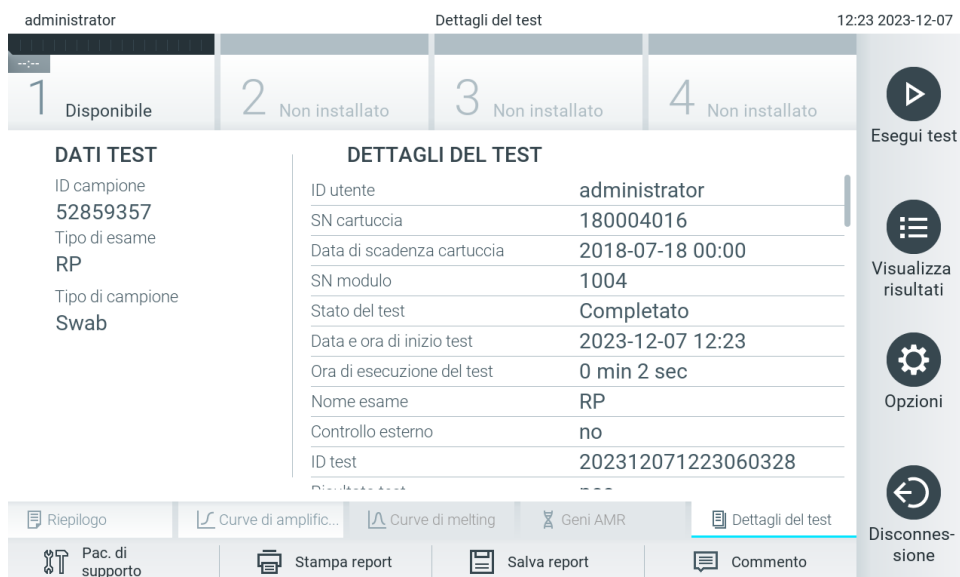 administrator
Dettagli del test
12:23 2023-12-07
--:--
1 Disponibile
2 Non installato
3 Non installato
4 Non installato
Esegui test
Visualizza
risultati
Opzioni
Disconnes-
sione
DATI TEST
ID campione
52859357
Tipo di esame
RP
Tipo di campione
Swab
DETTAGLI DEL TEST
ID utente administrator
SN cartuccia 180004016
Data di scadenza cartuccia 2018-07-18 00:00
SN modulo 1004
Stato del test Completato
Data e ora di inizio test 2023-12-07 12:23
Ora di esecuzione del test 0 min 2 sec
Nome esame RP
Controllo esterno no
ID test 202312071223060328
Riepilogo
Curve di amplific...
Curve di melting
Geni AMR
Dettagli del test
Pac. di
supporto
Stampa report
Salva report
Commento